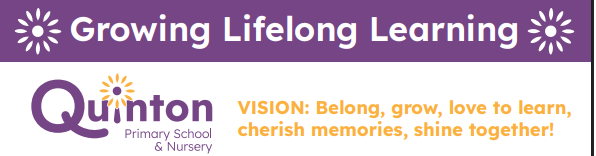 Growing Lifelong Learning
Quinton
Primary School
& Nursery
VISION: Belong, grow, love to learn,
cherish memories, shine together!